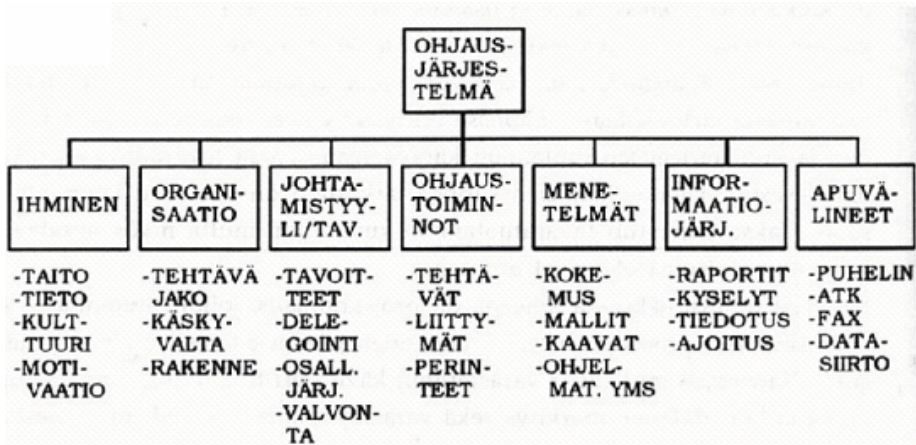 OHJAUS-
JÄRJES-
TELMÄ
IHMINEN
-TAITO
-TIETO
-KULT-
TUURI
-MOTI-
VAATIO
ORGANI-
SAATIO
-TEHTÄVÄ
JAKO
-KÄSKY-
VALTA
-RAKENNE
JOHTA-
MISTYY-
LI/TAV.
-TAVOIT-
TEET
-DELE-
GOINTI
-OSALL.
JÄRJ.
-VALVON-
TA
OHJAUS-
TOIMIN-
NOT
-TEHTÄ-
VÄT
-LIITTY-
MÄT
-PERIN-
TEET
MENE-
TELMÄT
-KOKE-
MUS
-MALLIT
-KAAVAT
-OHJEL-
MAT. YMS
INFOR-
MAATIO-
JÄRJ.
-RAPORTIT
-KYSELYT
-TIEDOTUS
-AJOITUS
APUVÄ-
LINEET
-PUHELIN
-ATK
-FAX
-DATA-
SIIRTO